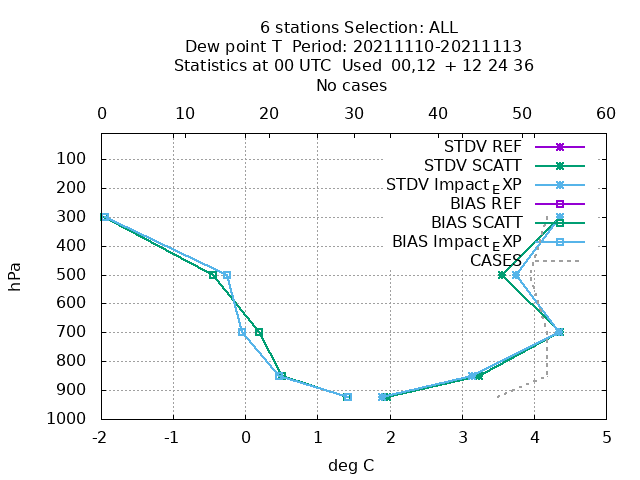 6 stations Selection: ALL
Dew point T  Period: 20211110-20211113
Statistics at 00 UTC  Used  00,12  + 12 24 36
No cases
0 10 20 30 40 50 60
STDV REF
STDV SCATT
STDV Impact_EXP
BIAS REF
BIAS SCATT
BIAS Impact_EXP
CASES
100
200
300
400
500
600
700
800
900
1000
hPa
-2 -1 0 1 2 3 4 5
deg C